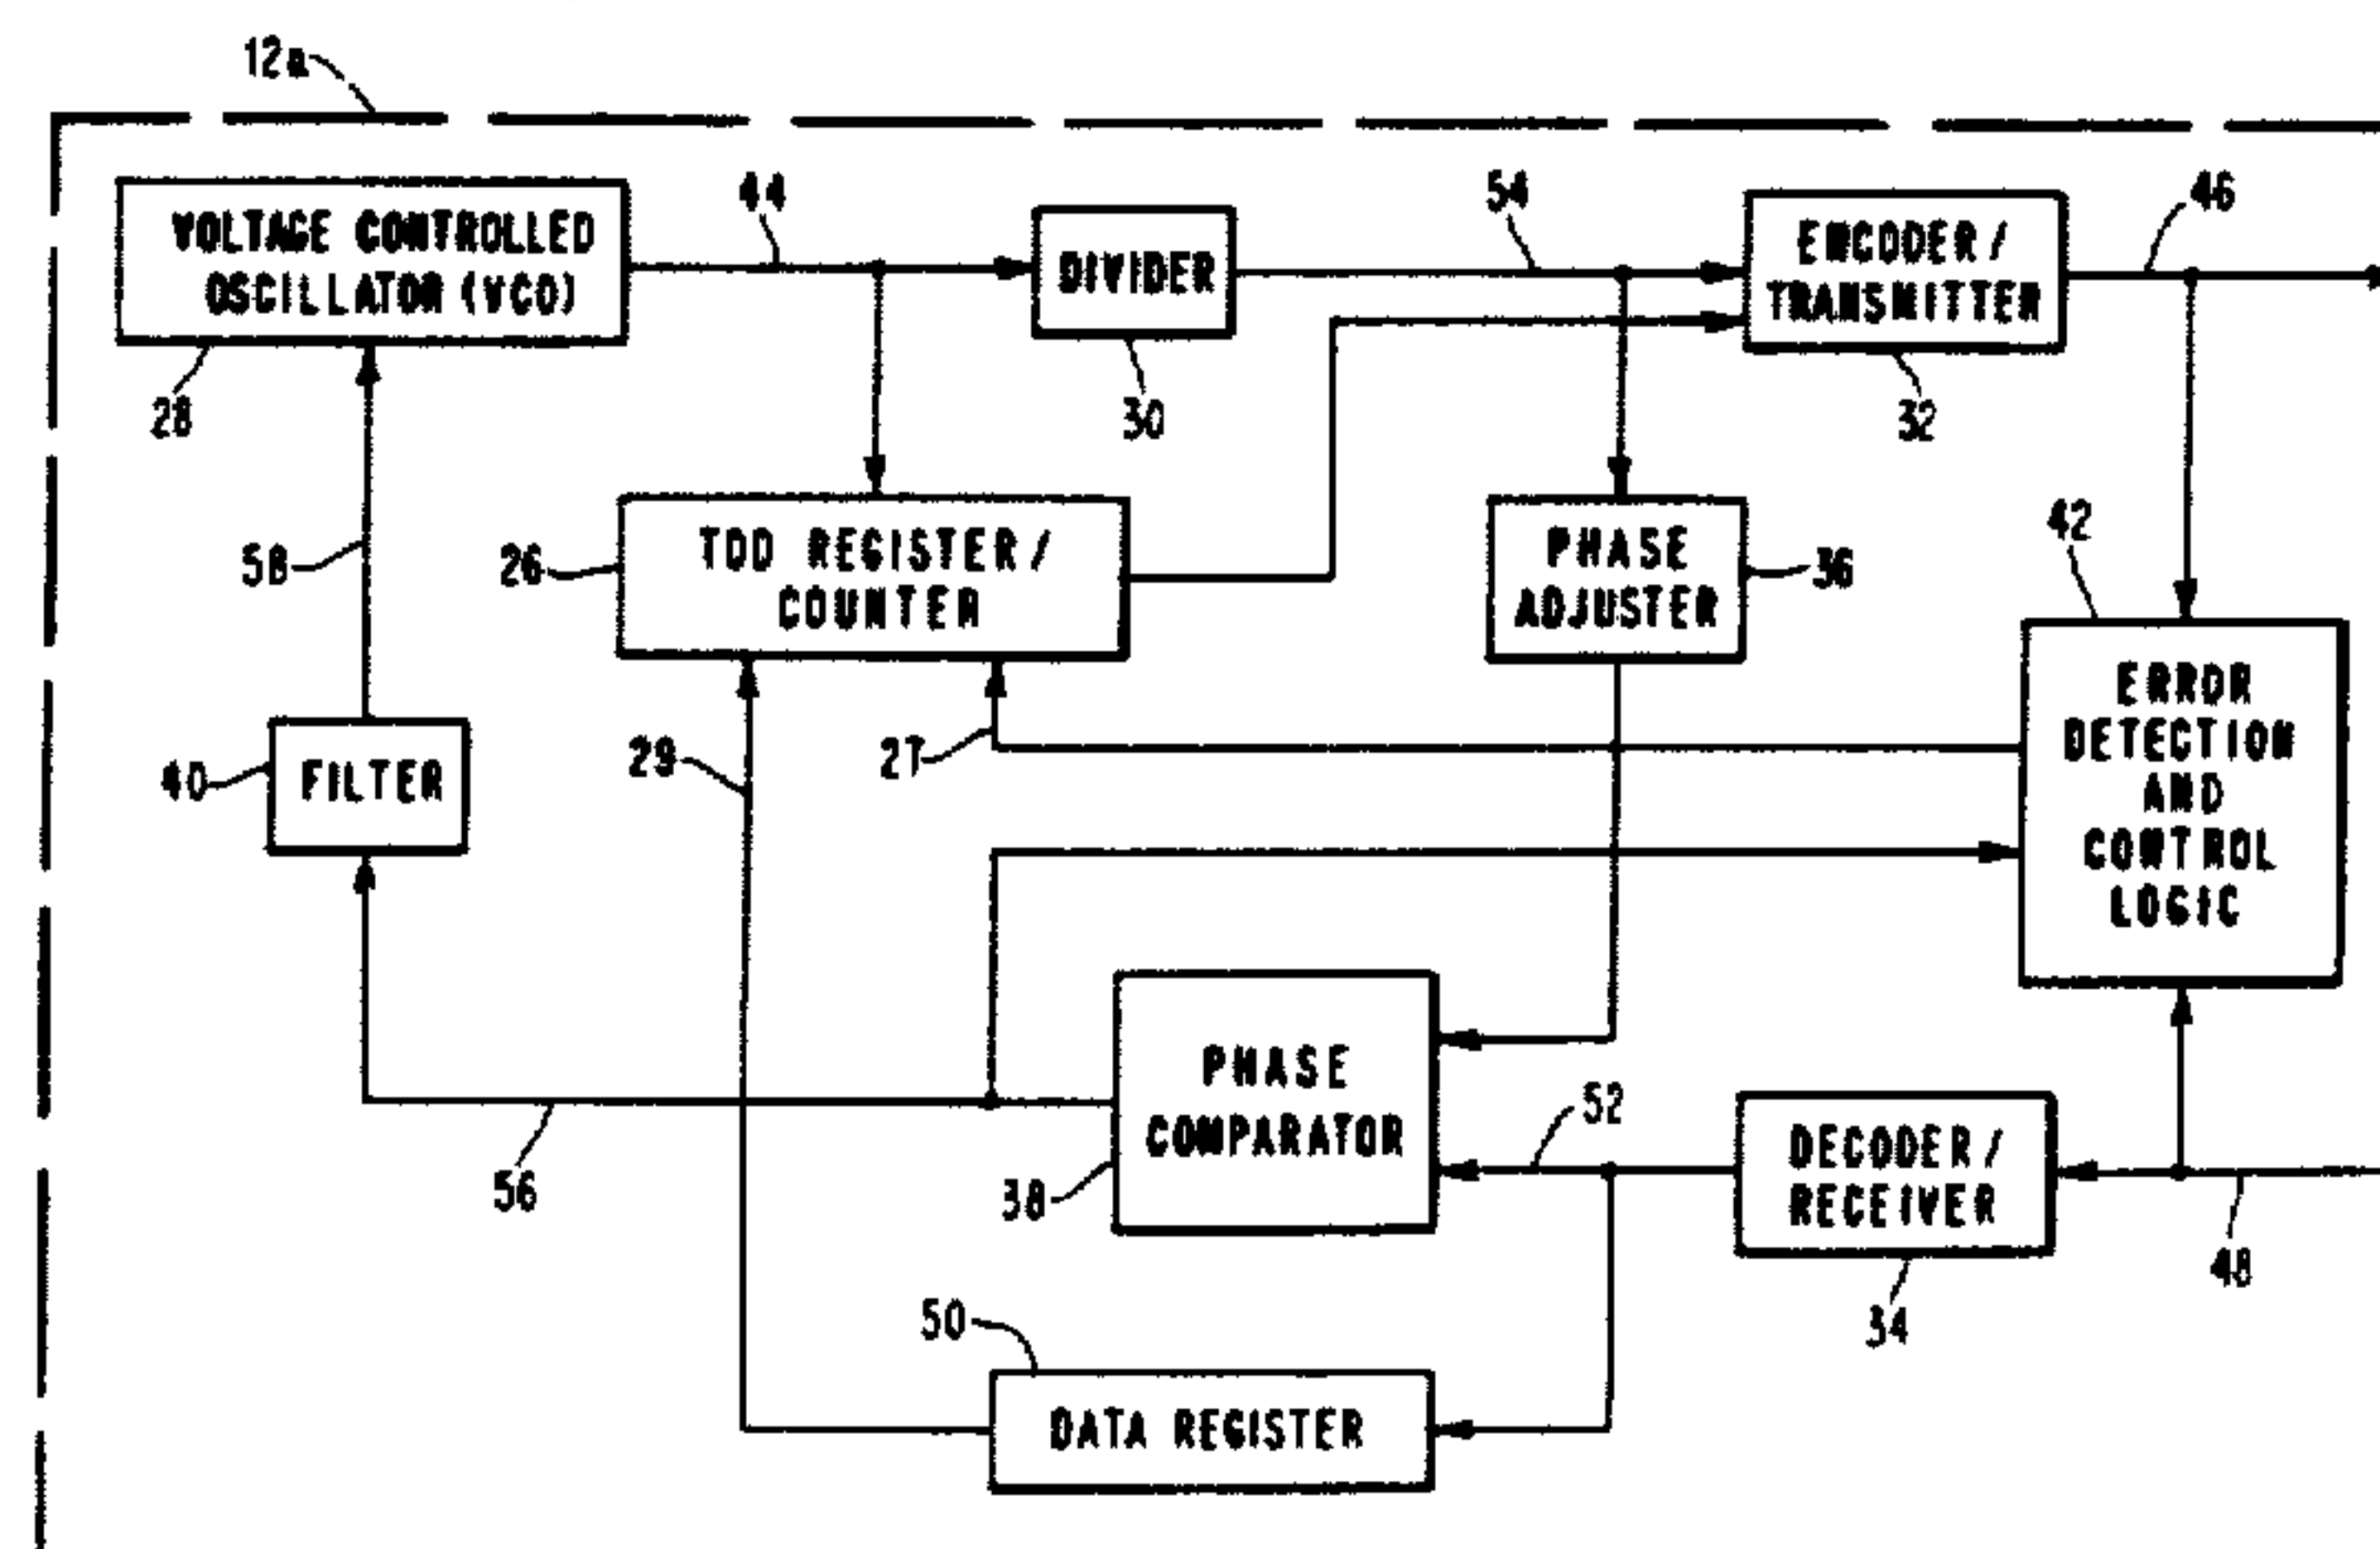 12a
VOLTAGE CONTROLLED
OSCILLATOR (VCO)
28
44
DIVIDER
30
54
ENCODER/
TRANSMITTER
32
46
58
26
TOD REGISTER/
COUNTER
PHASE
ADJUSTER
36
42
ERROR
DETECTION
AND
CONTROL
LOGIC
40
FILTER
29
27
56
PHASE
COMPARATOR
38
52
DECODER/
RECEIVER
34
48
50
DATA REGISTER